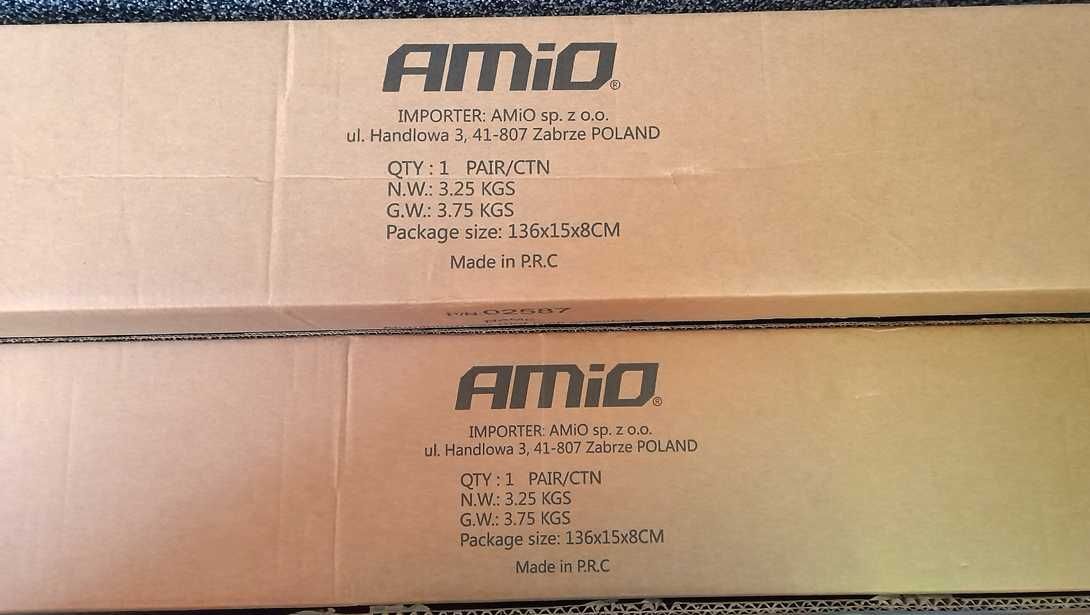 AMiO®
IMPORTER: AMiO sp. z o.o.
ul. Handlowa 3, 41-807 Zabrze POLAND
QTY : 1 PAIR/CTN
N.W.: 3.25 KGS
G.W.: 3.75 KGS
Package size: 136x15x8CM
Made in P.R.C
P/N 02587
AMiO®
IMPORTER: AMiO sp. z o.o.
ul. Handlowa 3, 41-807 Zabrze POLAND
QTY : 1 PAIR/CTN
N.W.: 3.25 KGS
G.W.: 3.75 KGS
Package size: 136x15x8CM
Made in P.R.C